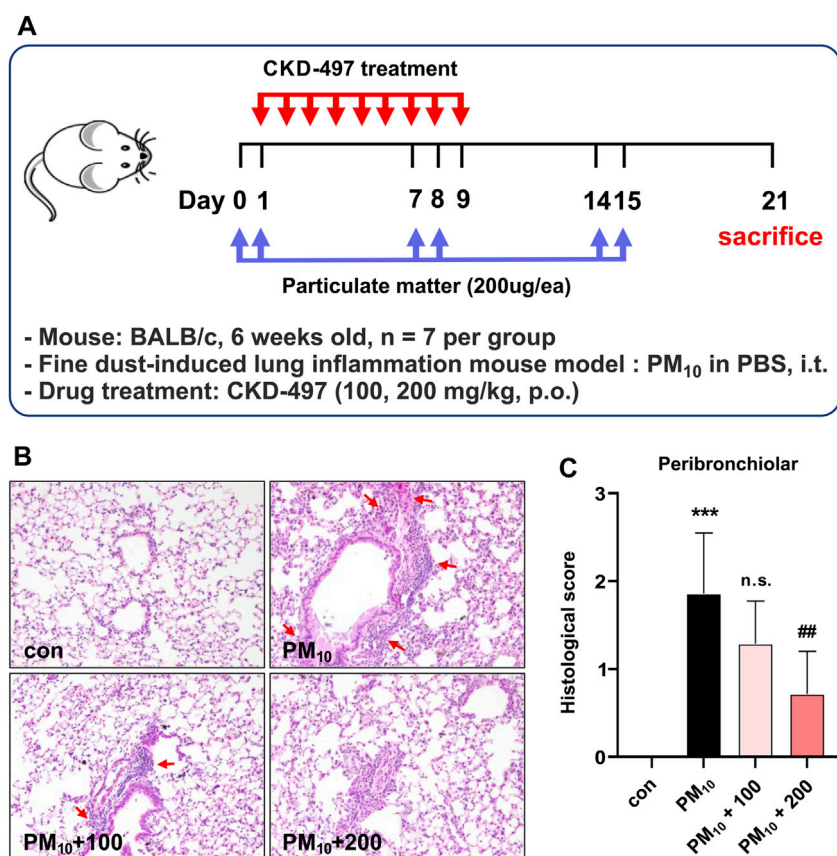 A
CKD-497 treatment
Day 0 1 7 8 9 14 15 21
sacrifice
Particulate matter (200ug/ea)
- Mouse: BALB/c, 6 weeks old, n = 7 per group
- Fine dust-induced lung inflammation mouse model : PM₁₀ in PBS, i.t.
- Drug treatment: CKD-497 (100, 200 mg/kg, p.o.)
B
con
PM₁₀
PM₁₀+100
PM₁₀+200
C
Peribronchiolar
Histological score
3
2
1
0
***
n.s.
##
con
PM₁₀
PM₁₀ + 100
PM₁₀ + 200